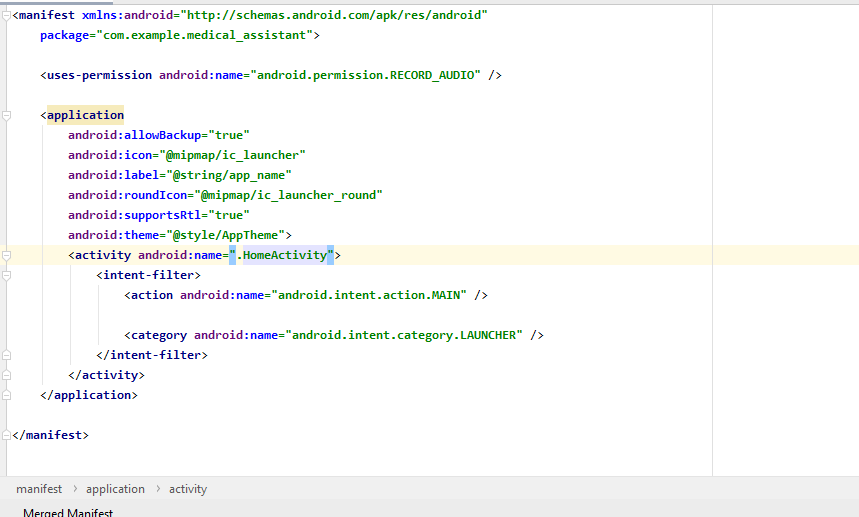 <manifest xmlns:android="http://schemas.android.com/apk/res/android"
package="com.example.medical_assistant">
<uses-permission android:name="android.permission.RECORD_AUDIO" />
<application
android:allowBackup="true"
android:icon="@mipmap/ic_launcher"
android:label="@string/app_name"
android:roundIcon="@mipmap/ic_launcher_round"
android:supportsRtl="true"
android:theme="@style/AppTheme">
<activity android:name=".HomeActivity">
<intent-filter>
<action android:name="android.intent.action.MAIN" />
<category android:name="android.intent.category.LAUNCHER" />
</intent-filter>
</activity>
</application>
</manifest>
manifest > application > activity
Merged Manifest